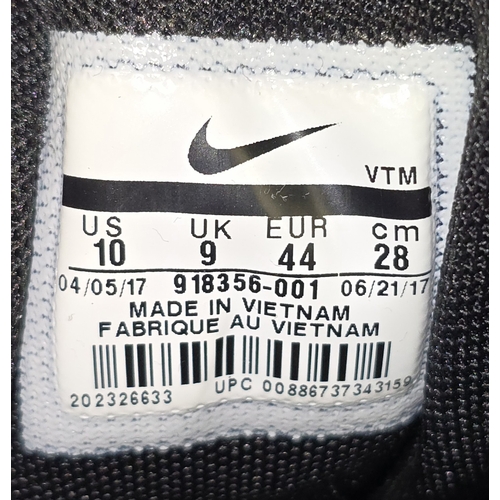 VTM
US UK EUR cm
10 9 44 28
04/05/17 918356-001 06/21/17
MADE IN VIETNAM
FABRIQUE AU VIETNAM
202326633 UPC 00886737343159